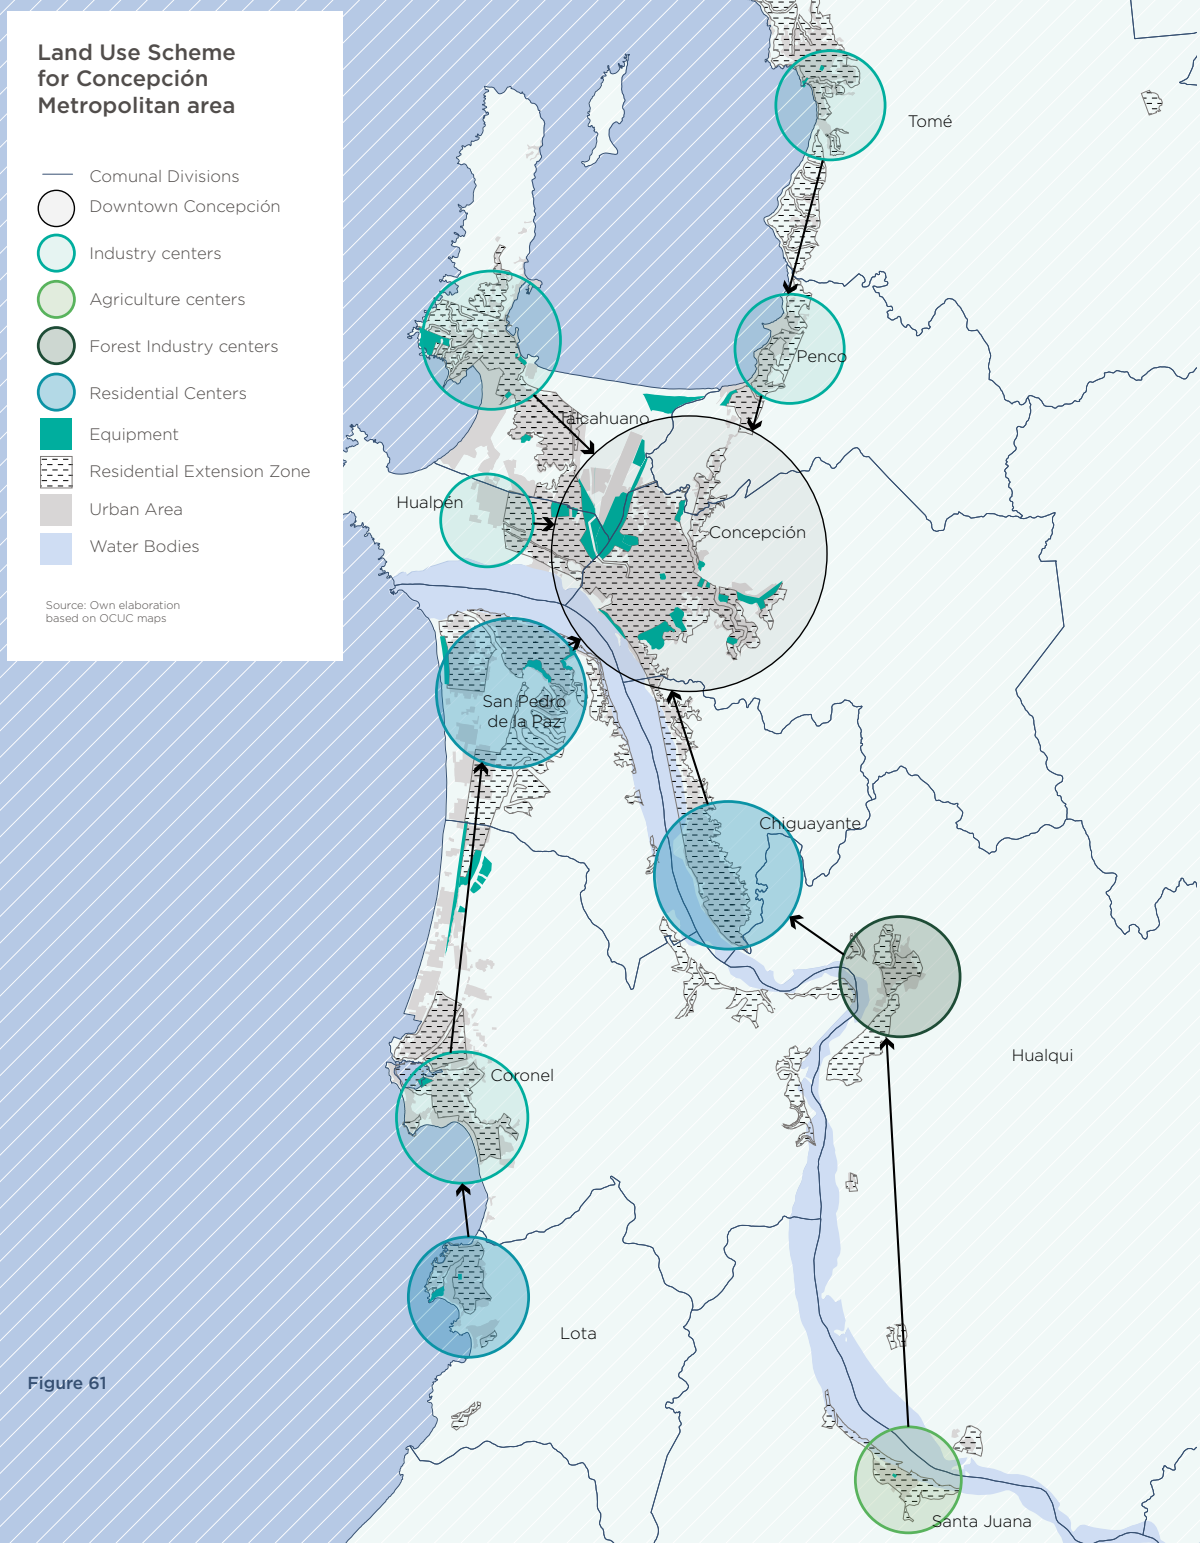 Land Use Scheme
for Concepción
Metropolitan area
Comunal Divisions
Downtown Concepción
Industry centers
Agriculture centers
Forest Industry centers
Residential Centers
Equipment
Residential Extension Zone
Urban Area
Water Bodies
Source: Own elaboration
based on OCUC maps
Tomé
Penco
Talcahuano
Hualpén
Concepción
San Pedro
de la Paz
Chiguayante
Hualqui
Coronel
Lota
Figure 61
Santa Juana